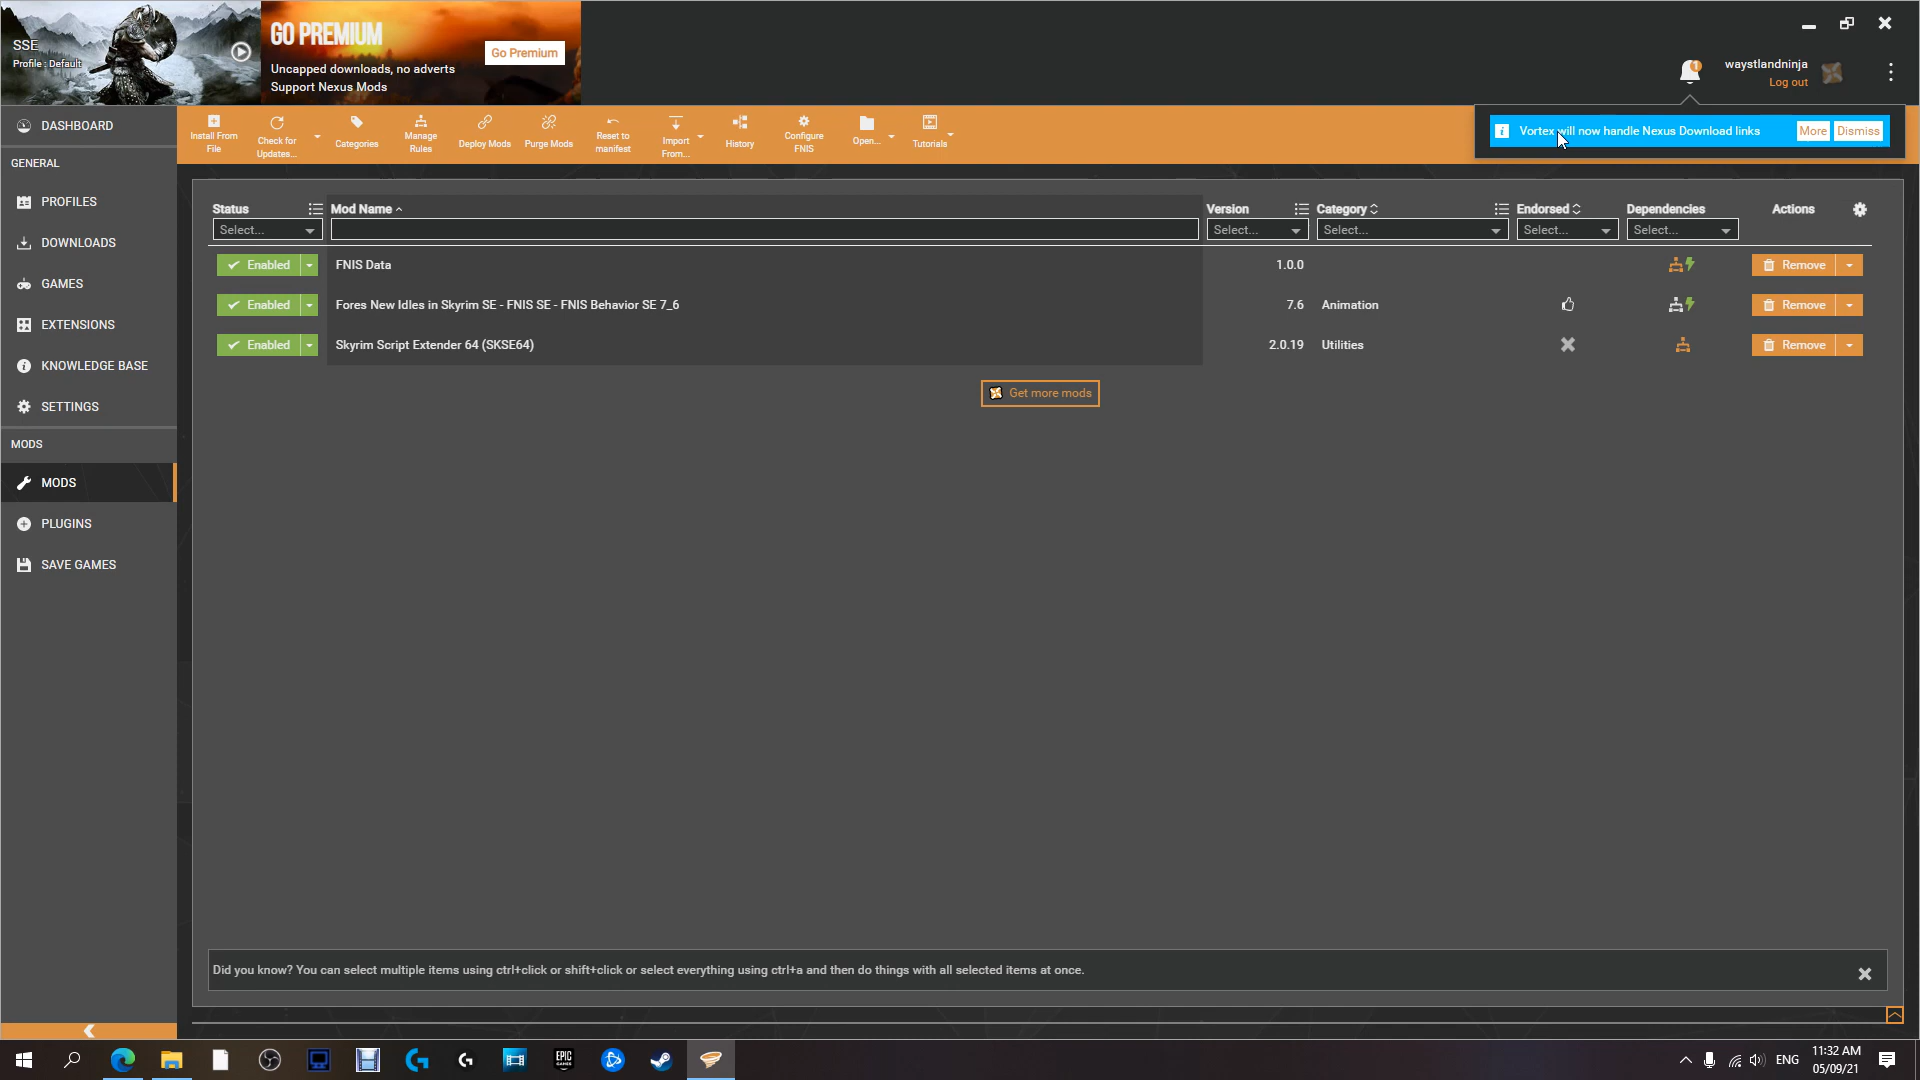 SSE
Profile : Default
GO PREMIUM
Uncapped downloads, no adverts
Support Nexus Mods
Go Premium
1
waystlandninja
Log out
DASHBOARD
GENERAL
PROFILES
DOWNLOADS
GAMES
EXTENSIONS
KNOWLEDGE BASE
SETTINGS
MODS
MODS
PLUGINS
SAVE GAMES
Install From
File
Check for
Updates...
Categories
Manage
Rules
Deploy Mods
Purge Mods
Reset to
manifest
Import
From...
History
Configure
FNIS
Open...
Tutorials
Vortex will now handle Nexus Download links
More
Dismiss
Status
Mod Name
Version
Category
Endorsed
Dependencies
Actions
Select...
Select...
Select...
Select...
Select...
Enabled
FNIS Data
1.0.0
Remove
Enabled
Fores New Idles in Skyrim SE - FNIS SE - FNIS Behavior SE 7_6
7.6
Animation
Remove
Enabled
Skyrim Script Extender 64 (SKSE64)
2.0.19
Utilities
Remove
Get more mods
Did you know? You can select multiple items using ctrl+click or shift+click or select everything using ctrl+a and then do things with all selected items at once.
EPIC
GAMES
ENG
11:32 AM
05/09/21